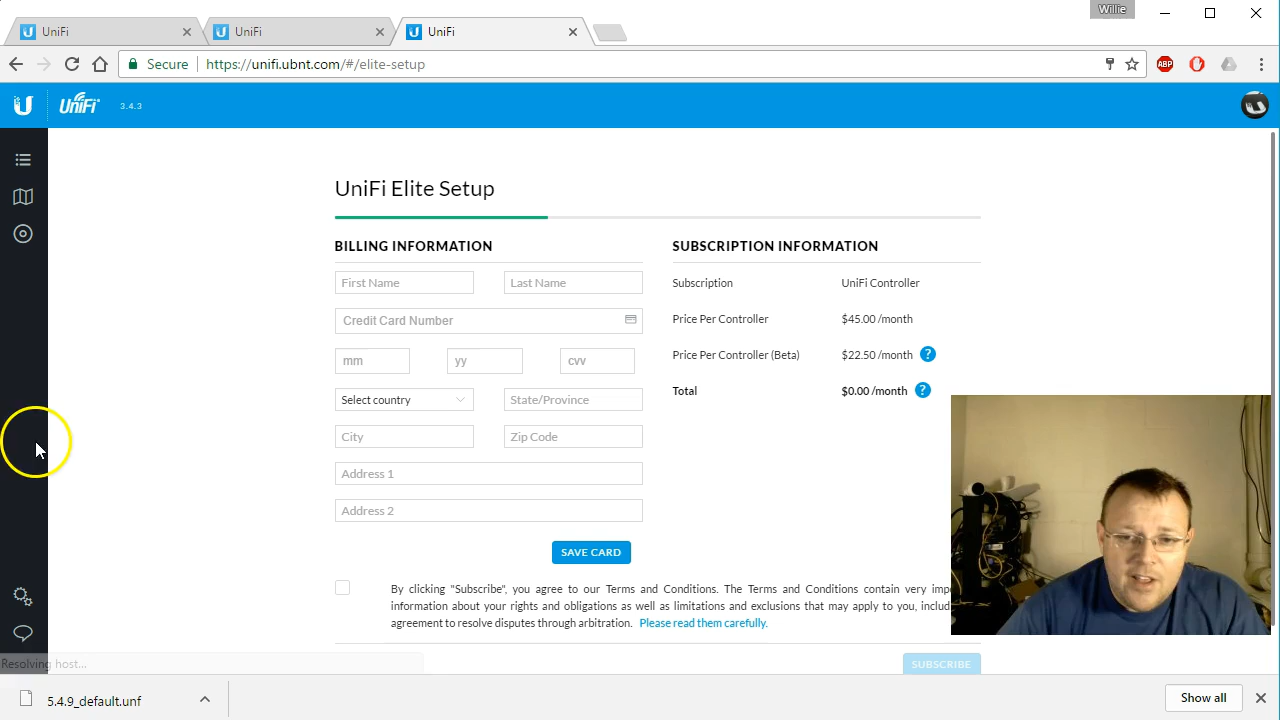 Willie
UniFi
UniFi
UniFi
Secure
https://unifi.ubnt.com/#/elite-setup
ABP
U UniFi 3.4.3
UniFi Elite Setup
BILLING INFORMATION
First Name
Last Name
Credit Card Number
mm
yy
cvv
Select country
State/Province
City
Zip Code
Address 1
Address 2
SAVE CARD
SUBSCRIPTION INFORMATION
Subscription
UniFi Controller
Price Per Controller
$45.00 /month
Price Per Controller (Beta)
$22.50 /month ?
Total
$0.00 /month ?
By clicking "Subscribe", you agree to our Terms and Conditions. The Terms and Conditions contain very
information about your rights and obligations as well as limitations and exclusions that may apply to you,
agreement to resolve disputes through arbitration. Please read them carefully.
SUBSCRIBE
Resolving host...
5.4.9_default.unf
Show all